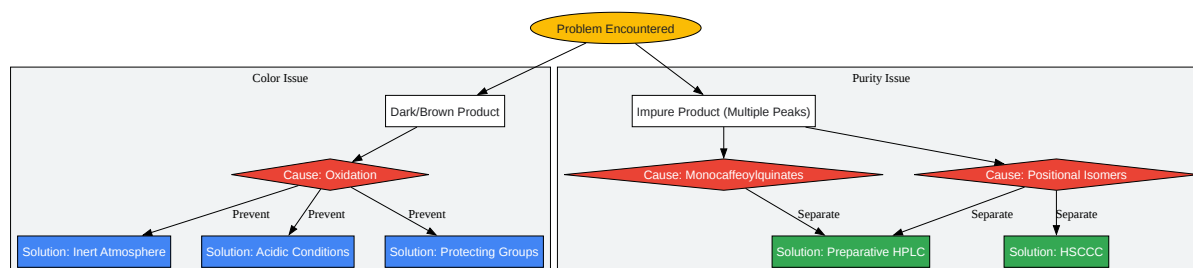 Problem Encountered
Color Issue
Purity Issue
Dark/Brown Product
Impure Product (Multiple Peaks)
Cause: Oxidation
Cause: Monocaffeoylquinates
Cause: Positional Isomers
Prevent
Prevent
Prevent
Separate
Separate
Separate
Solution: Inert Atmosphere
Solution: Acidic Conditions
Solution: Protecting Groups
Solution: Preparative HPLC
Solution: HSCCC